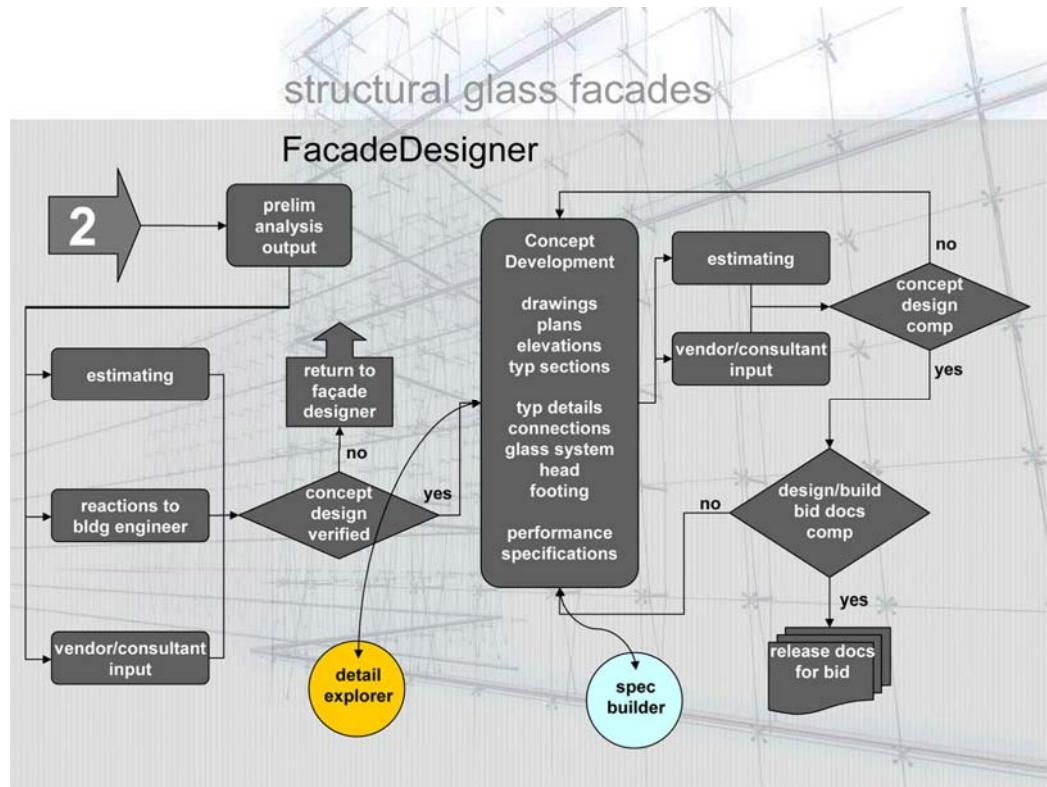 structural glass facades
FacadeDesigner
2
prelim
analysis
output
estimating
reactions to
bldg engineer
vendor/consultant
input
return to
façade
designer
no
concept
design
verified
yes
detail
explorer
Concept
Development
drawings
plans
elevations
typ sections
typ details
connections
glass system
head
footing
performance
specifications
spec
builder
estimating
vendor/consultant
input
no
concept
design
comp
yes
no
design/build
bid docs
comp
yes
release docs
for bid